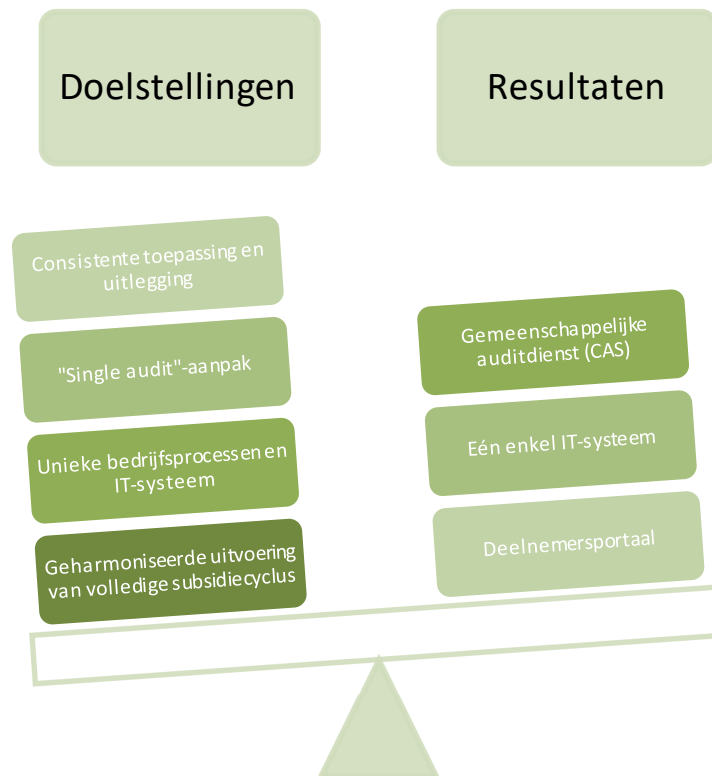 Doelstellingen
Resultaten
Consistente toepassing en
uitlegging
"Single audit"-aanpak
Unieke bedrijfsprocessen en
IT-systeem
Geharmoniseerde uitvoering
van volledige subsidiecyclus
Gemeenschappelijke
auditdienst (CAS)
Eén enkel IT-systeem
Deelnemersportaal